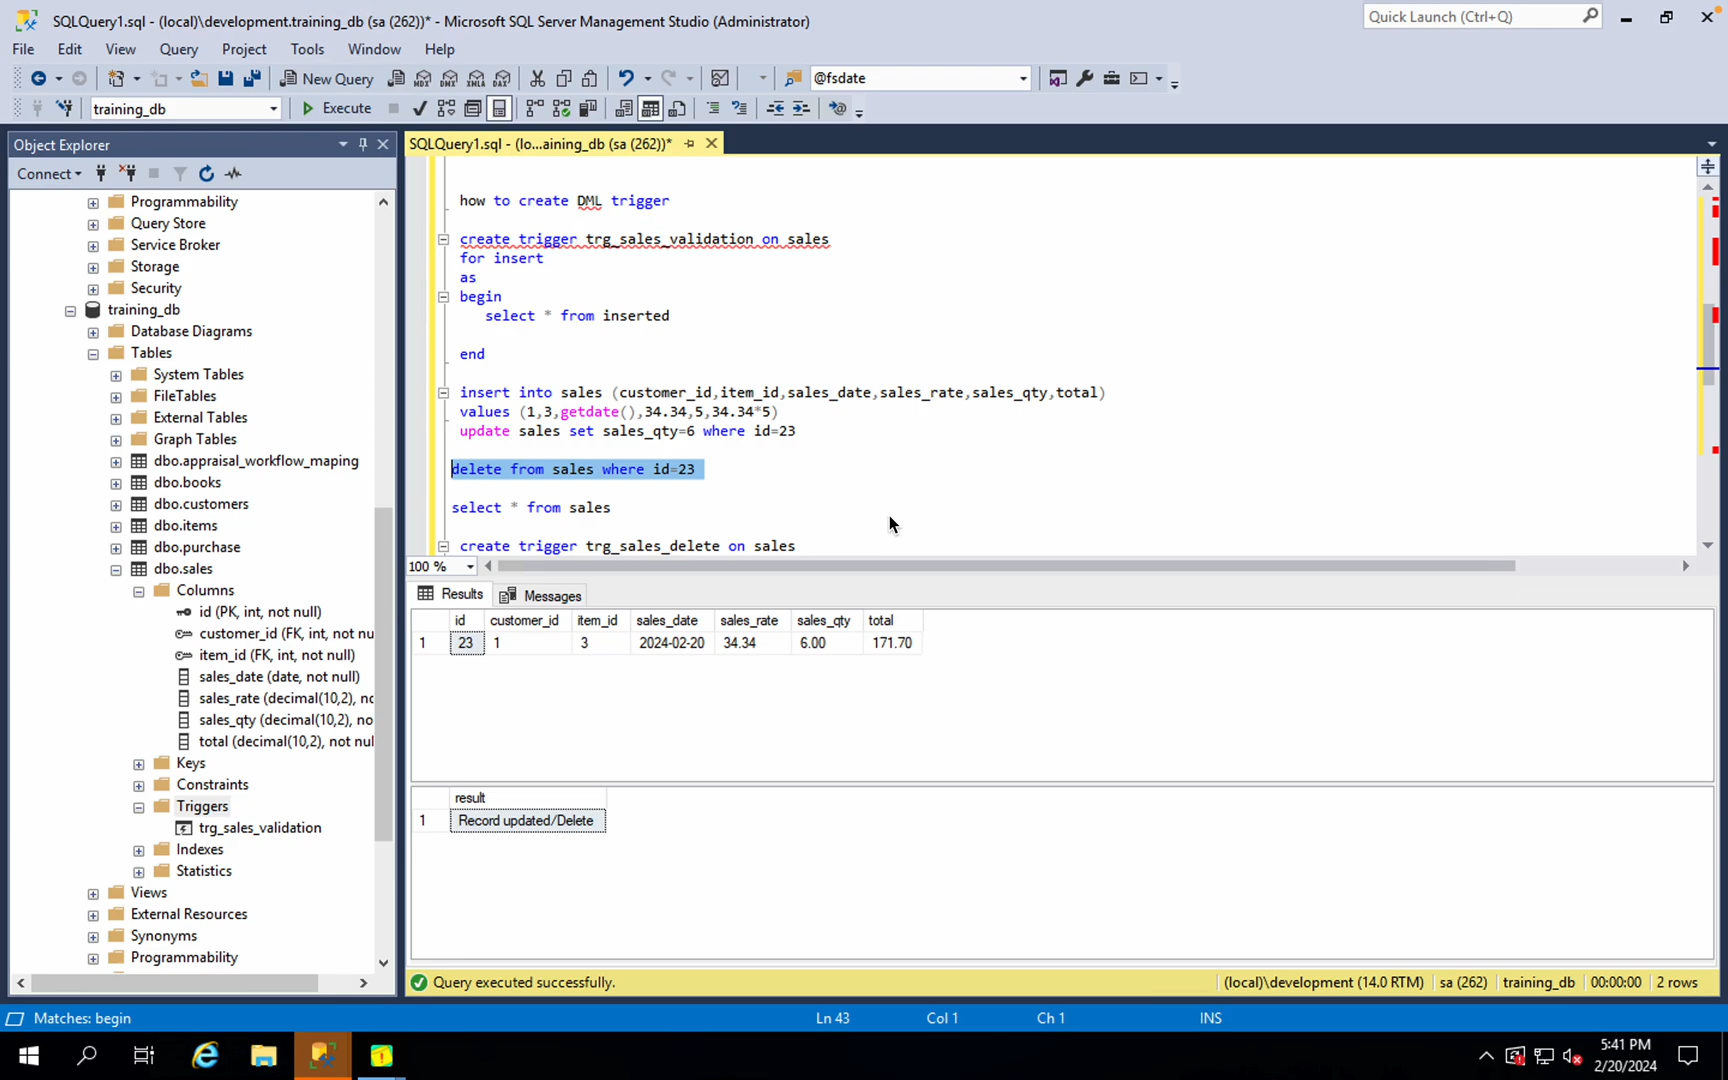 SQLQuery1.sql - (local)\development.training_db (sa (262))* - Microsoft SQL Server Management Studio (Administrator)
Quick Launch (Ctrl+Q)
File Edit View Query Project Tools Window Help
New Query
MDX DMX XMLA DAX
@fsdate
training_db
Execute
Object Explorer
SQLQuery1.sql - (lo...aining_db (sa (262))*
Connect
Programmability
Query Store
Service Broker
Storage
Security
training_db
Database Diagrams
Tables
System Tables
FileTables
External Tables
Graph Tables
dbo.appraisal_workflow_maping
dbo.books
dbo.customers
dbo.items
dbo.purchase
dbo.sales
Columns
id (PK, int, not null)
customer_id (FK, int, not nu
item_id (FK, int, not null)
sales_date (date, not null)
sales_rate (decimal(10,2), nc
sales_qty (decimal(10,2), no
total (decimal(10,2), not nul
Keys
Constraints
Triggers
trg_sales_validation
Indexes
Statistics
Views
External Resources
Synonyms
Programmability
how to create DML trigger
create trigger trg_sales_validation on sales
for insert
as
begin
select * from inserted
end
insert into sales (customer_id,item_id,sales_date,sales_rate,sales_qty,total)
values (1,3,getdate(),34.34,5,34.34*5)
update sales set sales_qty=6 where id=23
delete from sales where id=23
select * from sales
create trigger trg_sales_delete on sales
100 %
Results Messages
id customer_id item_id sales_date sales_rate sales_qty total
1 23 1 3 2024-02-20 34.34 6.00 171.70
result
1 Record updated/Delete
Query executed successfully.
(local)\development (14.0 RTM) sa (262) training_db 00:00:00 2 rows
Matches: begin
Ln 43 Col 1 Ch 1 INS
5:41 PM
2/20/2024